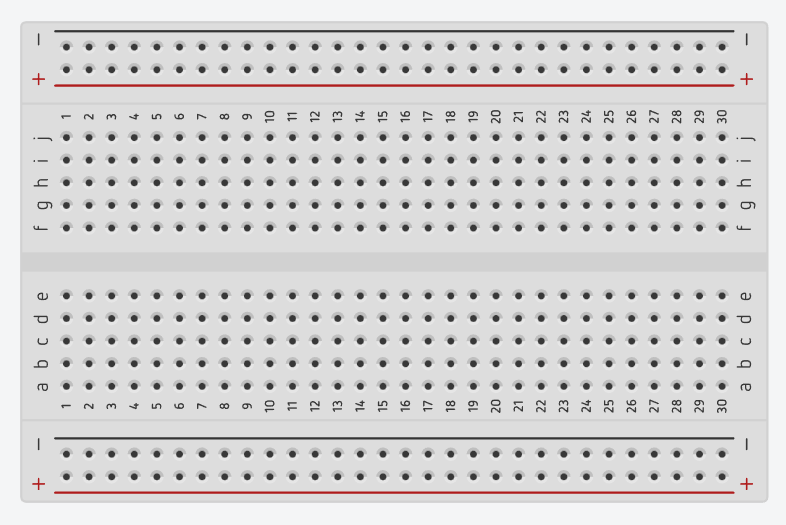 − −
+ +
1 2 3 4 5 6 7 8 9 10 11 12 13 14 15 16 17 18 19 20 21 22 23 24 25 26 27 28 29 30
j j
i i
h h
g g
f f
e e
d d
c c
b b
a a
1 2 3 4 5 6 7 8 9 10 11 12 13 14 15 16 17 18 19 20 21 22 23 24 25 26 27 28 29 30
− −
+ +